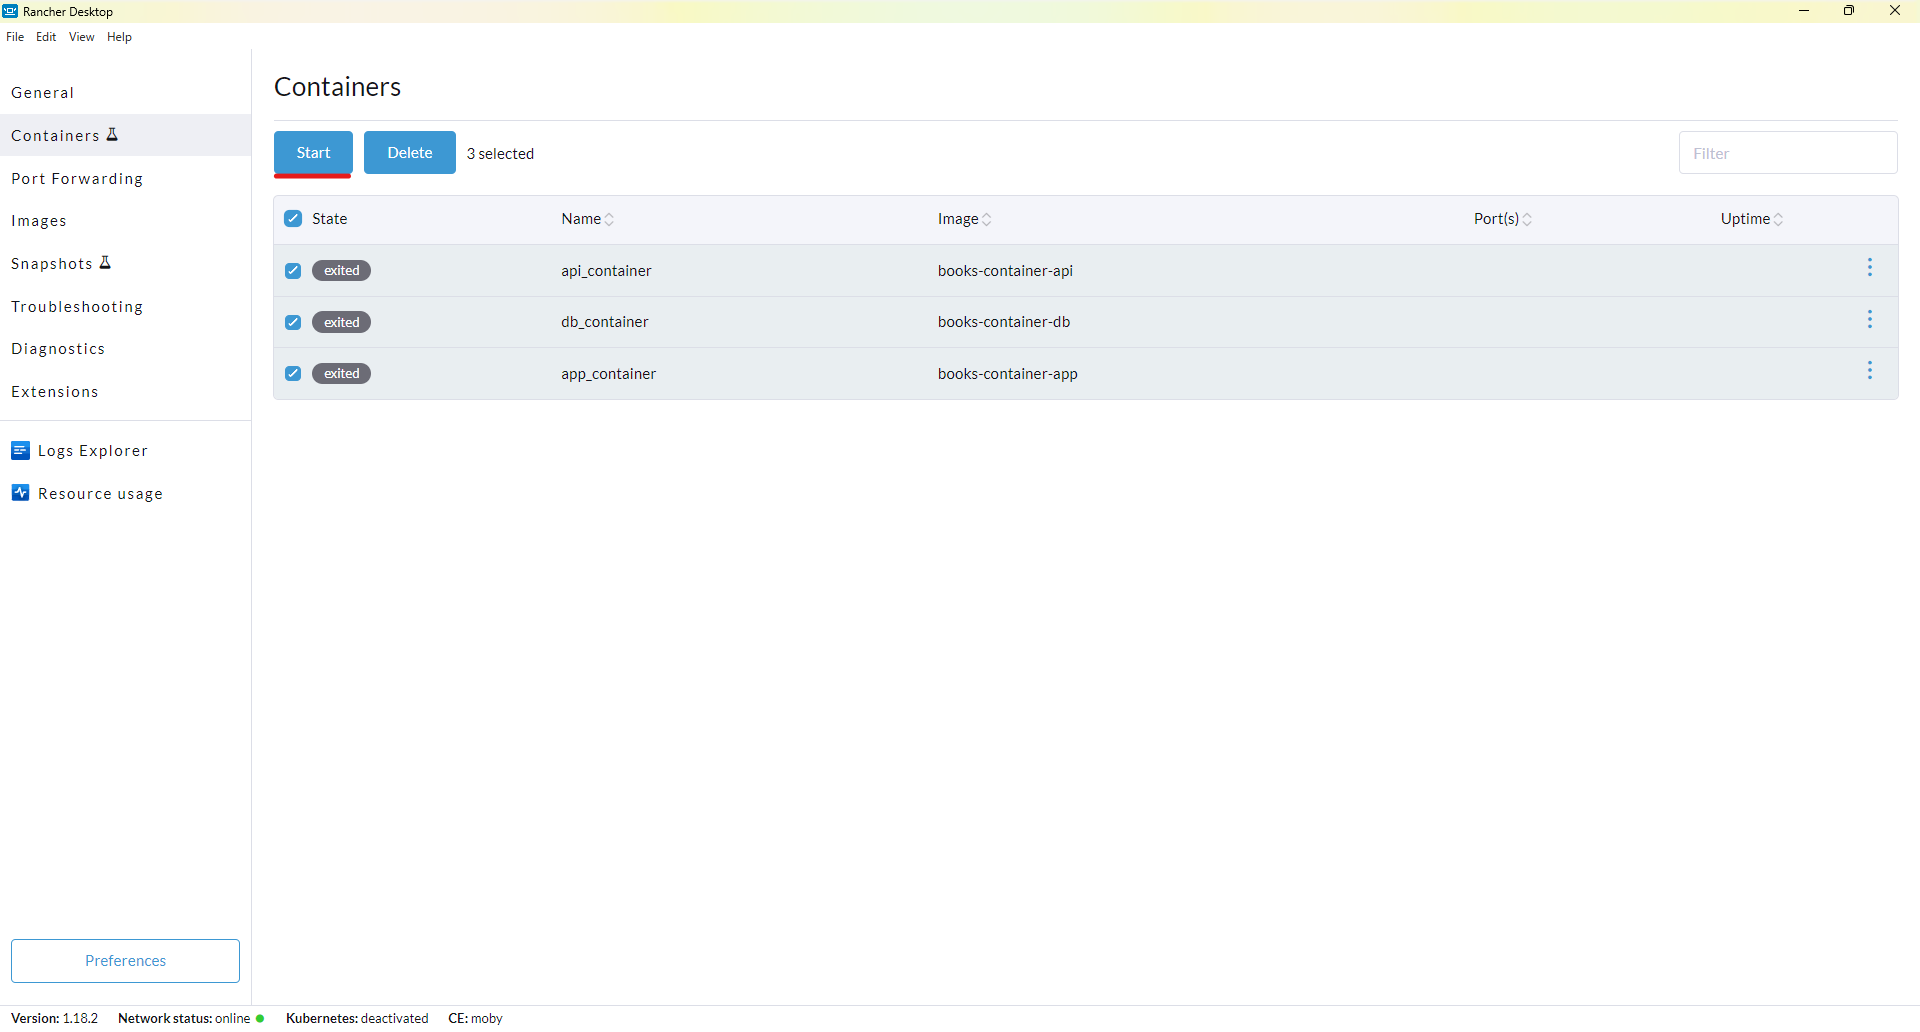 Rancher Desktop
File Edit View Help
General
Containers
Port Forwarding
Images
Snapshots
Troubleshooting
Diagnostics
Extensions
Logs Explorer
Resource usage
Preferences
Containers
Start Delete 3 selected Filter
State Name Image Port(s) Uptime
exited api_container books-container-api
exited db_container books-container-db
exited app_container books-container-app
Version: 1.18.2 Network status: online Kubernetes: deactivated CE: moby